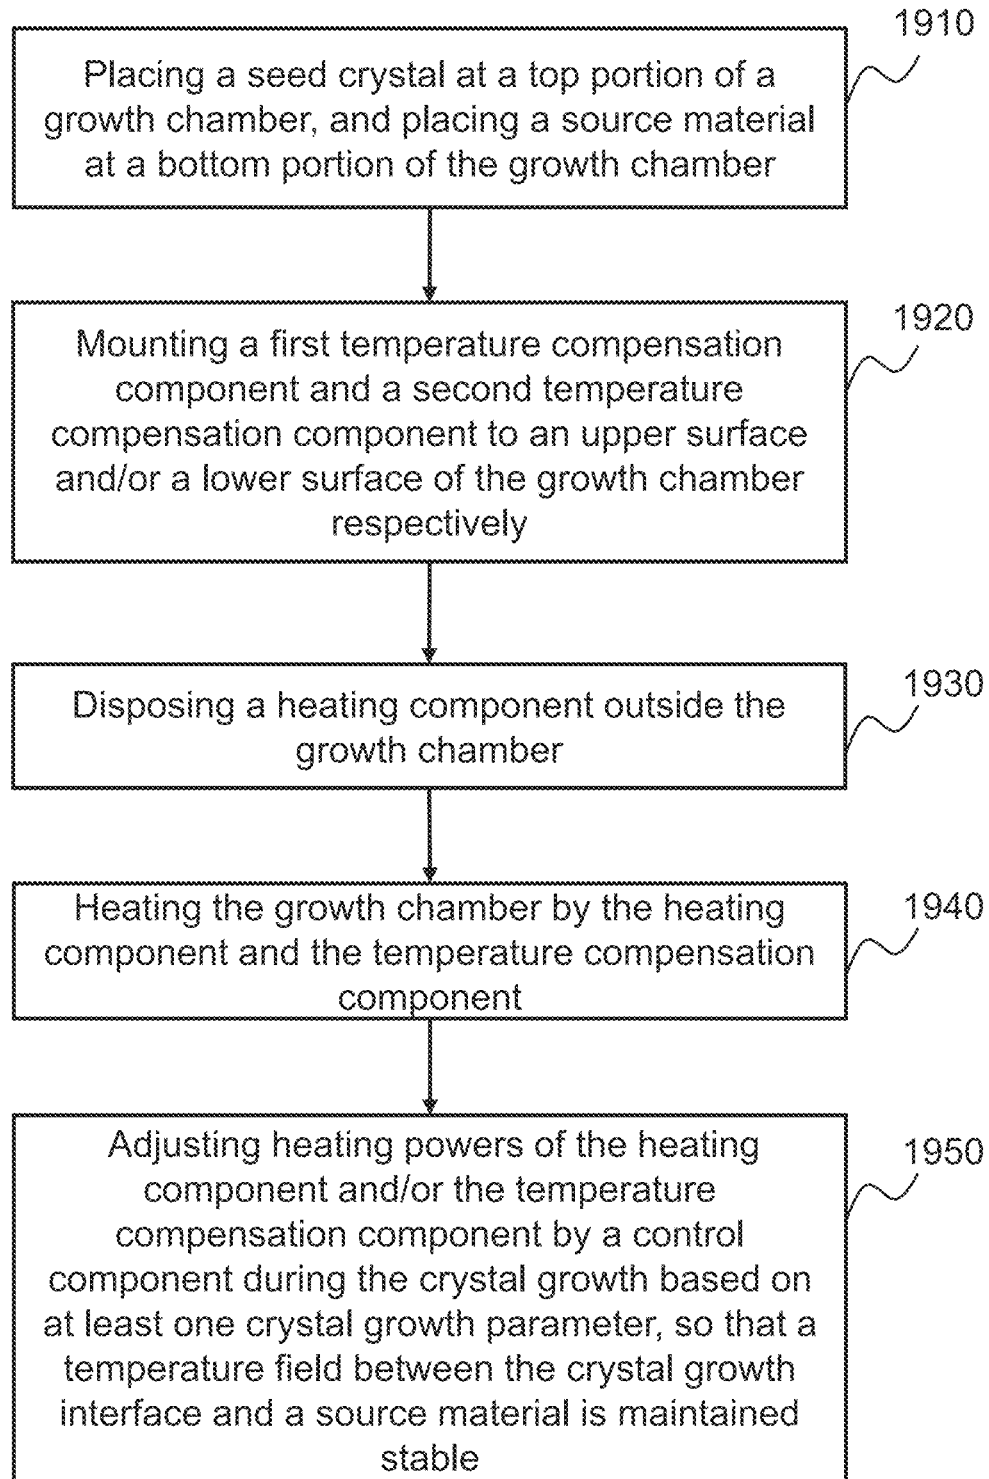 1910
Placing a seed crystal at a top portion of a
growth chamber, and placing a source material
at a bottom portion of the growth chamber
1920
Mounting a first temperature compensation
component and a second temperature
compensation component to an upper surface
and/or a lower surface of the growth chamber
respectively
1930
Disposing a heating component outside the
growth chamber
1940
Heating the growth chamber by the heating
component and the temperature compensation
component
1950
Adjusting heating powers of the heating
component and/or the temperature
compensation component by a control
component during the crystal growth based on
at least one crystal growth parameter, so that a
temperature field between the crystal growth
interface and a source material is maintained
stable